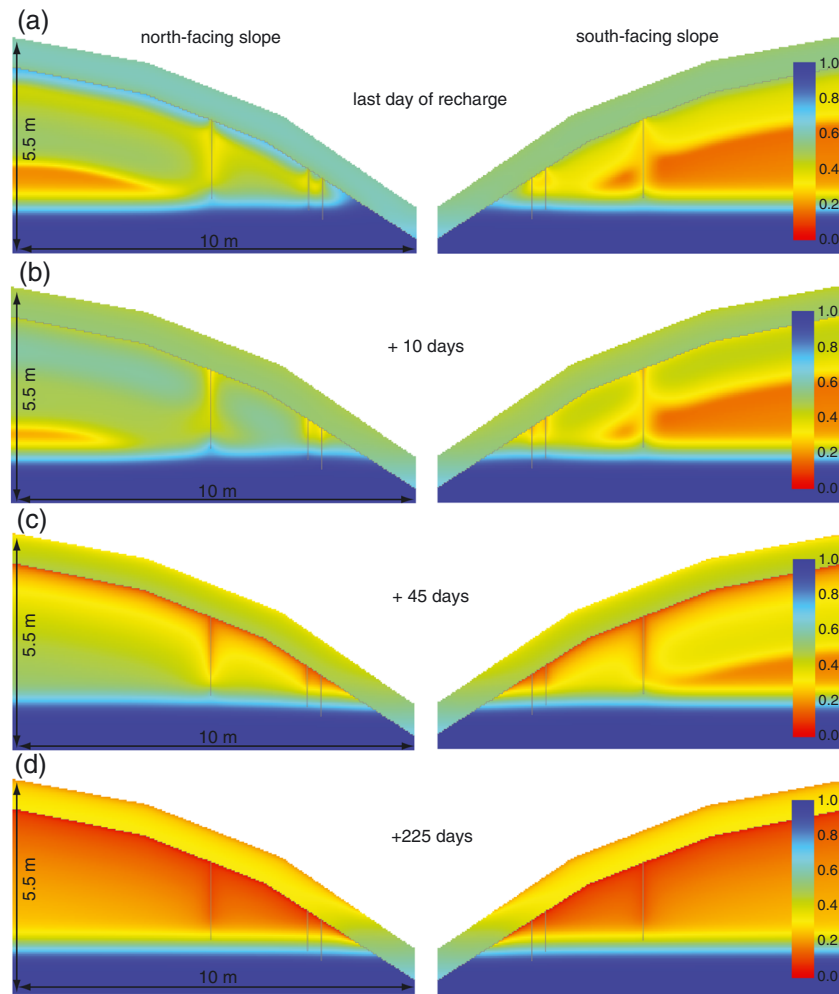 (a)
north-facing slope
south-facing slope
last day of recharge
5.5 m
10 m
1.0
0.8
0.6
0.4
0.2
0.0
(b)
+ 10 days
5.5 m
10 m
1.0
0.8
0.6
0.4
0.2
0.0
(c)
+ 45 days
5.5 m
10 m
1.0
0.8
0.6
0.4
0.2
0.0
(d)
+225 days
5.5 m
10 m
1.0
0.8
0.6
0.4
0.2
0.0